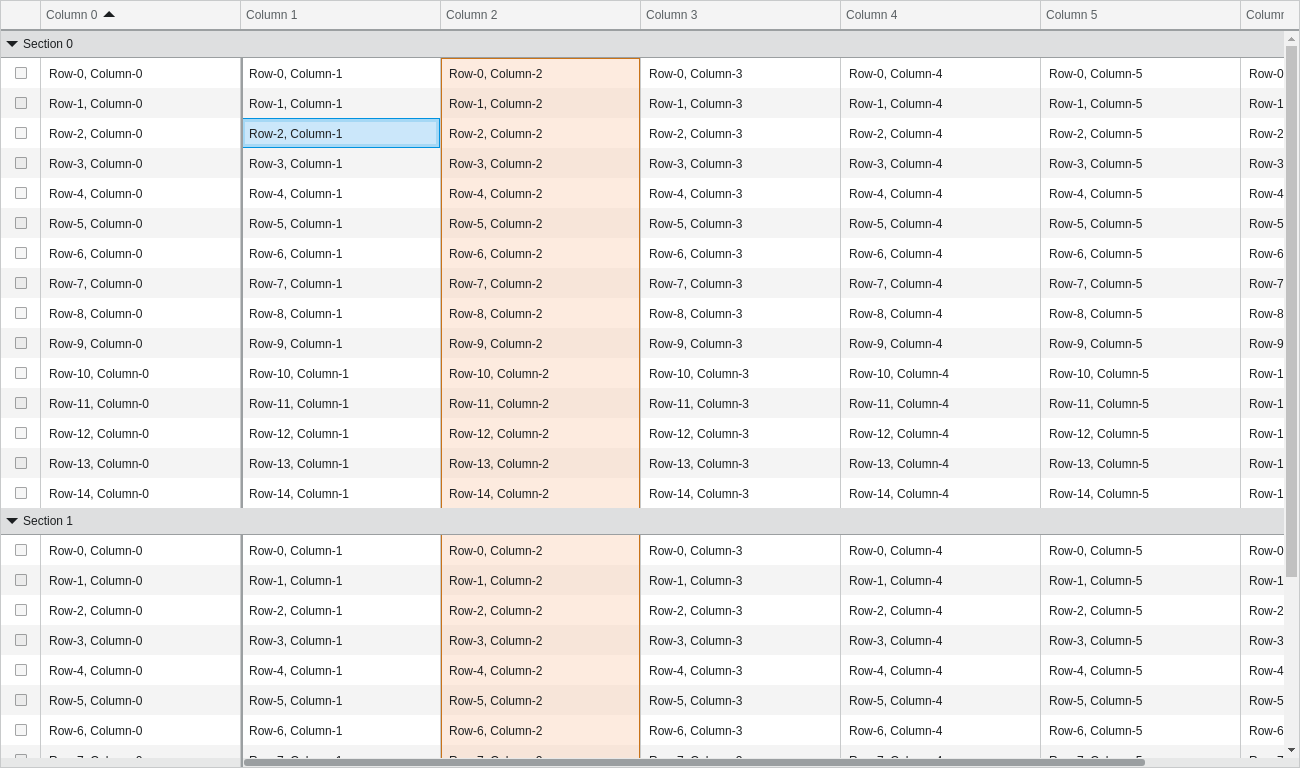 Column 0 Column 1 Column 2 Column 3 Column 4 Column 5 Column
Section 0
Row-0, Column-0 Row-0, Column-1 Row-0, Column-2 Row-0, Column-3 Row-0, Column-4 Row-0, Column-5 Row-0
Row-1, Column-0 Row-1, Column-1 Row-1, Column-2 Row-1, Column-3 Row-1, Column-4 Row-1, Column-5 Row-1
Row-2, Column-0 Row-2, Column-1 Row-2, Column-2 Row-2, Column-3 Row-2, Column-4 Row-2, Column-5 Row-2
Row-3, Column-0 Row-3, Column-1 Row-3, Column-2 Row-3, Column-3 Row-3, Column-4 Row-3, Column-5 Row-3
Row-4, Column-0 Row-4, Column-1 Row-4, Column-2 Row-4, Column-3 Row-4, Column-4 Row-4, Column-5 Row-4
Row-5, Column-0 Row-5, Column-1 Row-5, Column-2 Row-5, Column-3 Row-5, Column-4 Row-5, Column-5 Row-5
Row-6, Column-0 Row-6, Column-1 Row-6, Column-2 Row-6, Column-3 Row-6, Column-4 Row-6, Column-5 Row-6
Row-7, Column-0 Row-7, Column-1 Row-7, Column-2 Row-7, Column-3 Row-7, Column-4 Row-7, Column-5 Row-7
Row-8, Column-0 Row-8, Column-1 Row-8, Column-2 Row-8, Column-3 Row-8, Column-4 Row-8, Column-5 Row-8
Row-9, Column-0 Row-9, Column-1 Row-9, Column-2 Row-9, Column-3 Row-9, Column-4 Row-9, Column-5 Row-9
Row-10, Column-0 Row-10, Column-1 Row-10, Column-2 Row-10, Column-3 Row-10, Column-4 Row-10, Column-5 Row-1
Row-11, Column-0 Row-11, Column-1 Row-11, Column-2 Row-11, Column-3 Row-11, Column-4 Row-11, Column-5 Row-1
Row-12, Column-0 Row-12, Column-1 Row-12, Column-2 Row-12, Column-3 Row-12, Column-4 Row-12, Column-5 Row-1
Row-13, Column-0 Row-13, Column-1 Row-13, Column-2 Row-13, Column-3 Row-13, Column-4 Row-13, Column-5 Row-1
Row-14, Column-0 Row-14, Column-1 Row-14, Column-2 Row-14, Column-3 Row-14, Column-4 Row-14, Column-5 Row-1
Section 1
Row-0, Column-0 Row-0, Column-1 Row-0, Column-2 Row-0, Column-3 Row-0, Column-4 Row-0, Column-5 Row-0
Row-1, Column-0 Row-1, Column-1 Row-1, Column-2 Row-1, Column-3 Row-1, Column-4 Row-1, Column-5 Row-1
Row-2, Column-0 Row-2, Column-1 Row-2, Column-2 Row-2, Column-3 Row-2, Column-4 Row-2, Column-5 Row-2
Row-3, Column-0 Row-3, Column-1 Row-3, Column-2 Row-3, Column-3 Row-3, Column-4 Row-3, Column-5 Row-3
Row-4, Column-0 Row-4, Column-1 Row-4, Column-2 Row-4, Column-3 Row-4, Column-4 Row-4, Column-5 Row-4
Row-5, Column-0 Row-5, Column-1 Row-5, Column-2 Row-5, Column-3 Row-5, Column-4 Row-5, Column-5 Row-5
Row-6, Column-0 Row-6, Column-1 Row-6, Column-2 Row-6, Column-3 Row-6, Column-4 Row-6, Column-5 Row-6